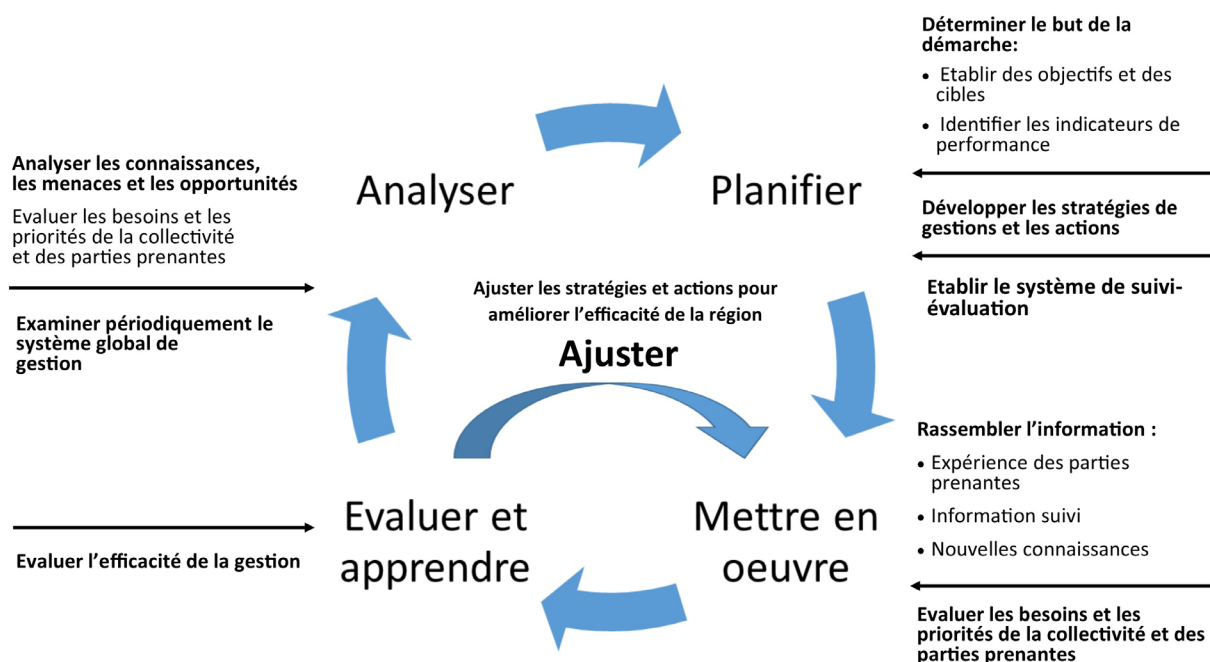 Déterminer le but de la
démarche:
• Etablir des objectifs et des
cibles
• Identifier les indicateurs de
performance
Analyser les connaissances,
les menaces et les opportunités
Evaluer les besoins et les
priorités de la collectivité
et des parties prenantes
Analyser
Planifier
Développer les stratégies de
gestions et les actions
Examiner périodiquement le
système global de
gestion
Ajuster les stratégies et actions pour
améliorer l’efficacité de la région
Ajuster
Etablir le système de suivi-
évaluation
Rassembler l’information :
• Expérience des parties
prenantes
• Information suivi
• Nouvelles connaissances
Evaluer et
apprendre
Mettre en
oeuvre
Evaluer l’efficacité de la gestion
Evaluer les besoins et les
priorités de la collectivité et des
parties prenantes